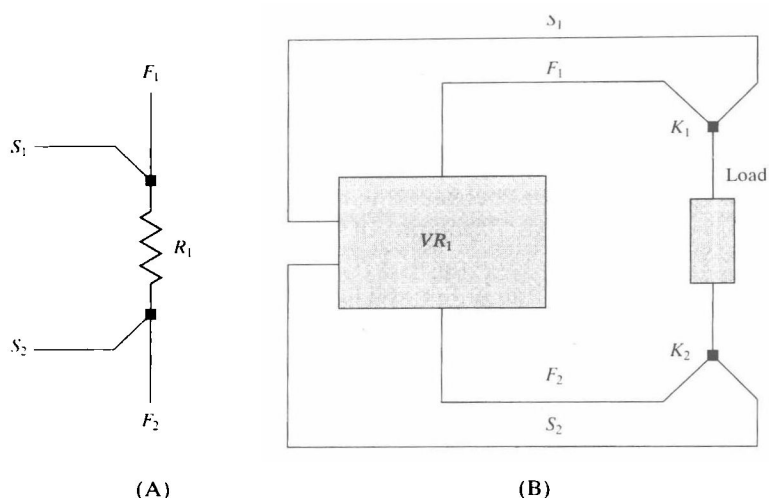 F₁
S₁
R₁
S₂
F₂
(A)
S₁
F₁
K₁
Load
VR₁
K₂
F₂
S₂
(B)